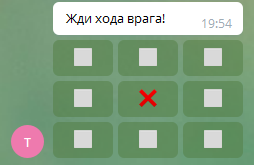 Жди хода врага!
19:54
⬜ ⬜ ⬜
⬜ ❌ ⬜
⬜ ⬜ ⬜
т